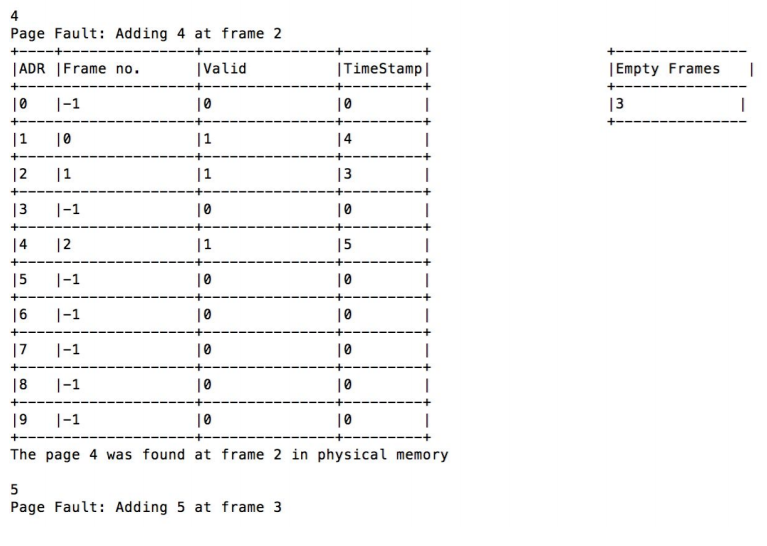 4
Page Fault: Adding 4 at frame 2
+----+----------------+----------------+----------+ +---------------
|ADR |Frame no. |Valid |TimeStamp| |Empty Frames |
+---------------------+----------------+----------+ +---------------
|0 |-1 |0 |0 | |3 |
+---------------------+----------------+----------+ +---------------
|1 |0 |1 |4 |
+---------------------+----------------+----------+
|2 |1 |1 |3 |
+---------------------+----------------+----------+
|3 |-1 |0 |0 |
+---------------------+----------------+----------+
|4 |2 |1 |5 |
+---------------------+----------------+----------+
|5 |-1 |0 |0 |
+---------------------+----------------+----------+
|6 |-1 |0 |0 |
+---------------------+----------------+----------+
|7 |-1 |0 |0 |
+---------------------+----------------+----------+
|8 |-1 |0 |0 |
+---------------------+----------------+----------+
|9 |-1 |0 |0 |
+---------------------+----------------+----------+
The page 4 was found at frame 2 in physical memory
5
Page Fault: Adding 5 at frame 3